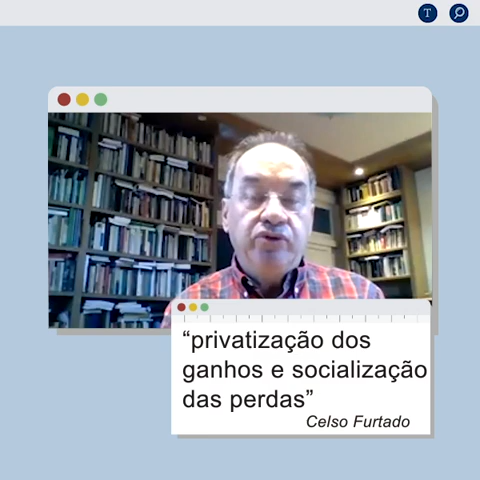 T
“privatização dos
ganhos e socialização
das perdas”
Celso Furtado